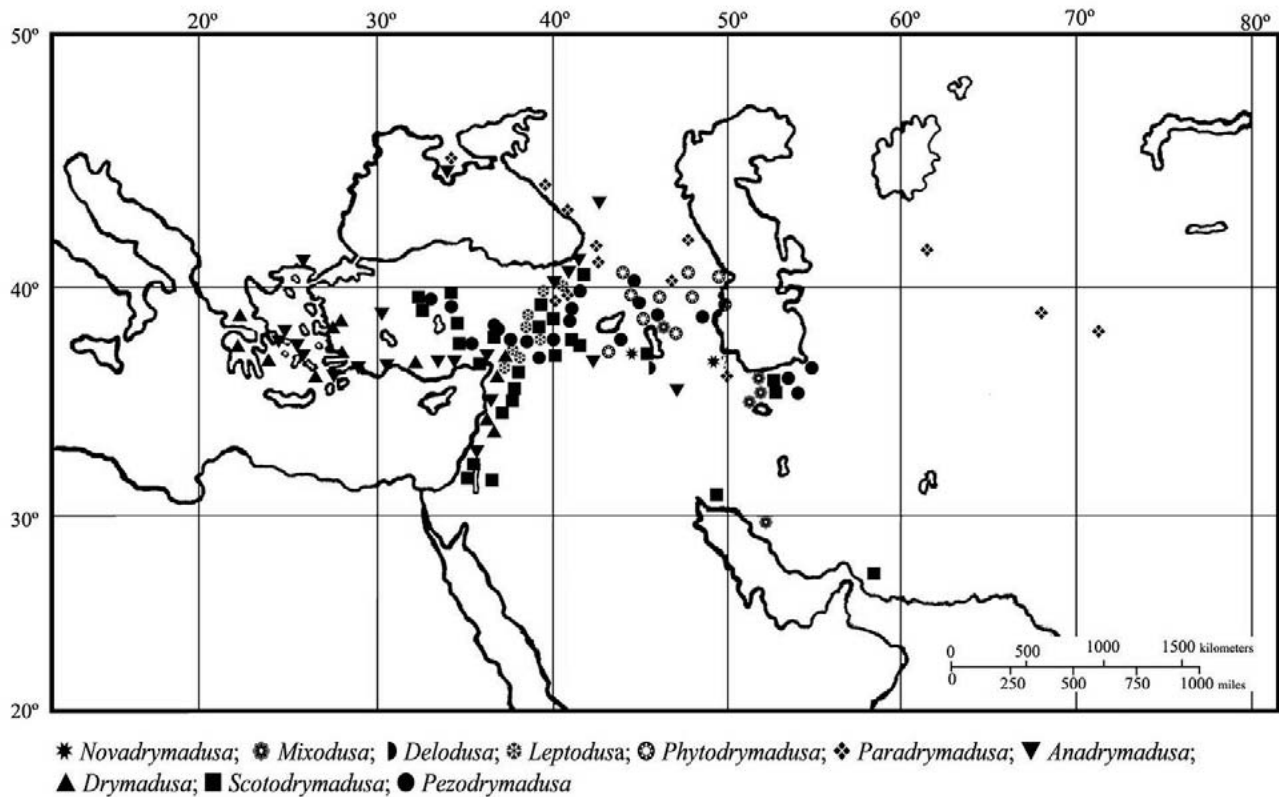 20º 30º 40º 50º 60º 70º 80º
50º
40º
30º
20º
0 500 1000 1500 kilometers
0 250 500 750 1000 miles
Novadrymadusa; Mixodusa; Delodusa; Leptodusa; Phytodrymadusa; Paradrymadusa; Anadrymadusa;
Drymadusa; Scotodrymadusa; Pezodrymadusa